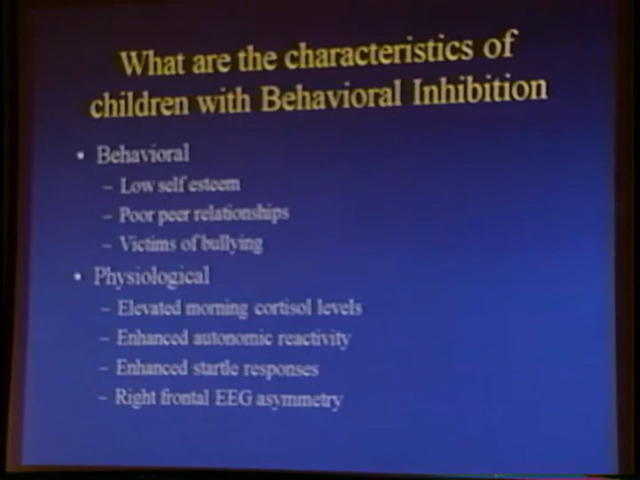 What are the characteristics of
children with Behavioral Inhibition
• Behavioral
– Low self esteem
– Poor peer relationships
– Victims of bullying
• Physiological
– Elevated morning cortisol levels
– Enhanced autonomic reactivity
– Enhanced startle responses
– Right frontal EEG asymmetry